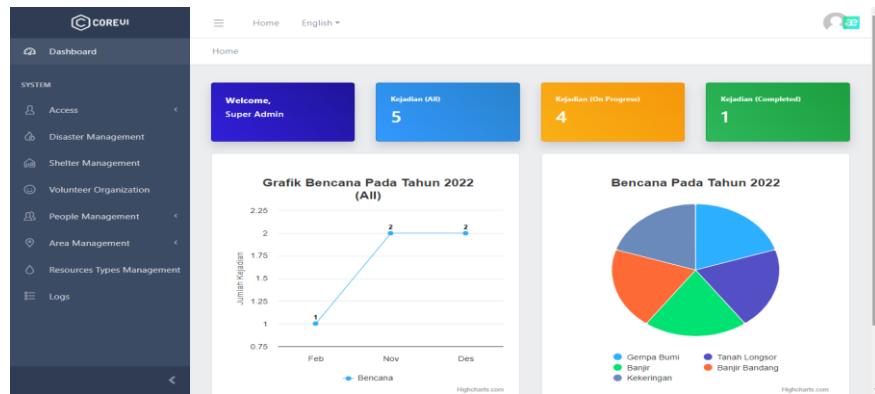 COREUI
Home
English
æ
Dashboard
Home
SYSTEM
Access
Disaster Management
Shelter Management
Volunteer Organization
People Management
Area Management
Resources Types Management
Logs
Welcome,
Super Admin
Kejadian (All)
5
Kejadian (On Progress)
4
Kejadian (Completed)
1
Grafik Bencana Pada Tahun 2022
(All)
Jumlah Kejadian
2.25
2
1.75
1.5
1.25
1
0.75
1
2
2
Feb
Nov
Des
Bencana
Highcharts.com
Bencana Pada Tahun 2022
Gempa Bumi
Tanah Longsor
Banjir
Banjir Bandang
Kekeringan
Highcharts.com